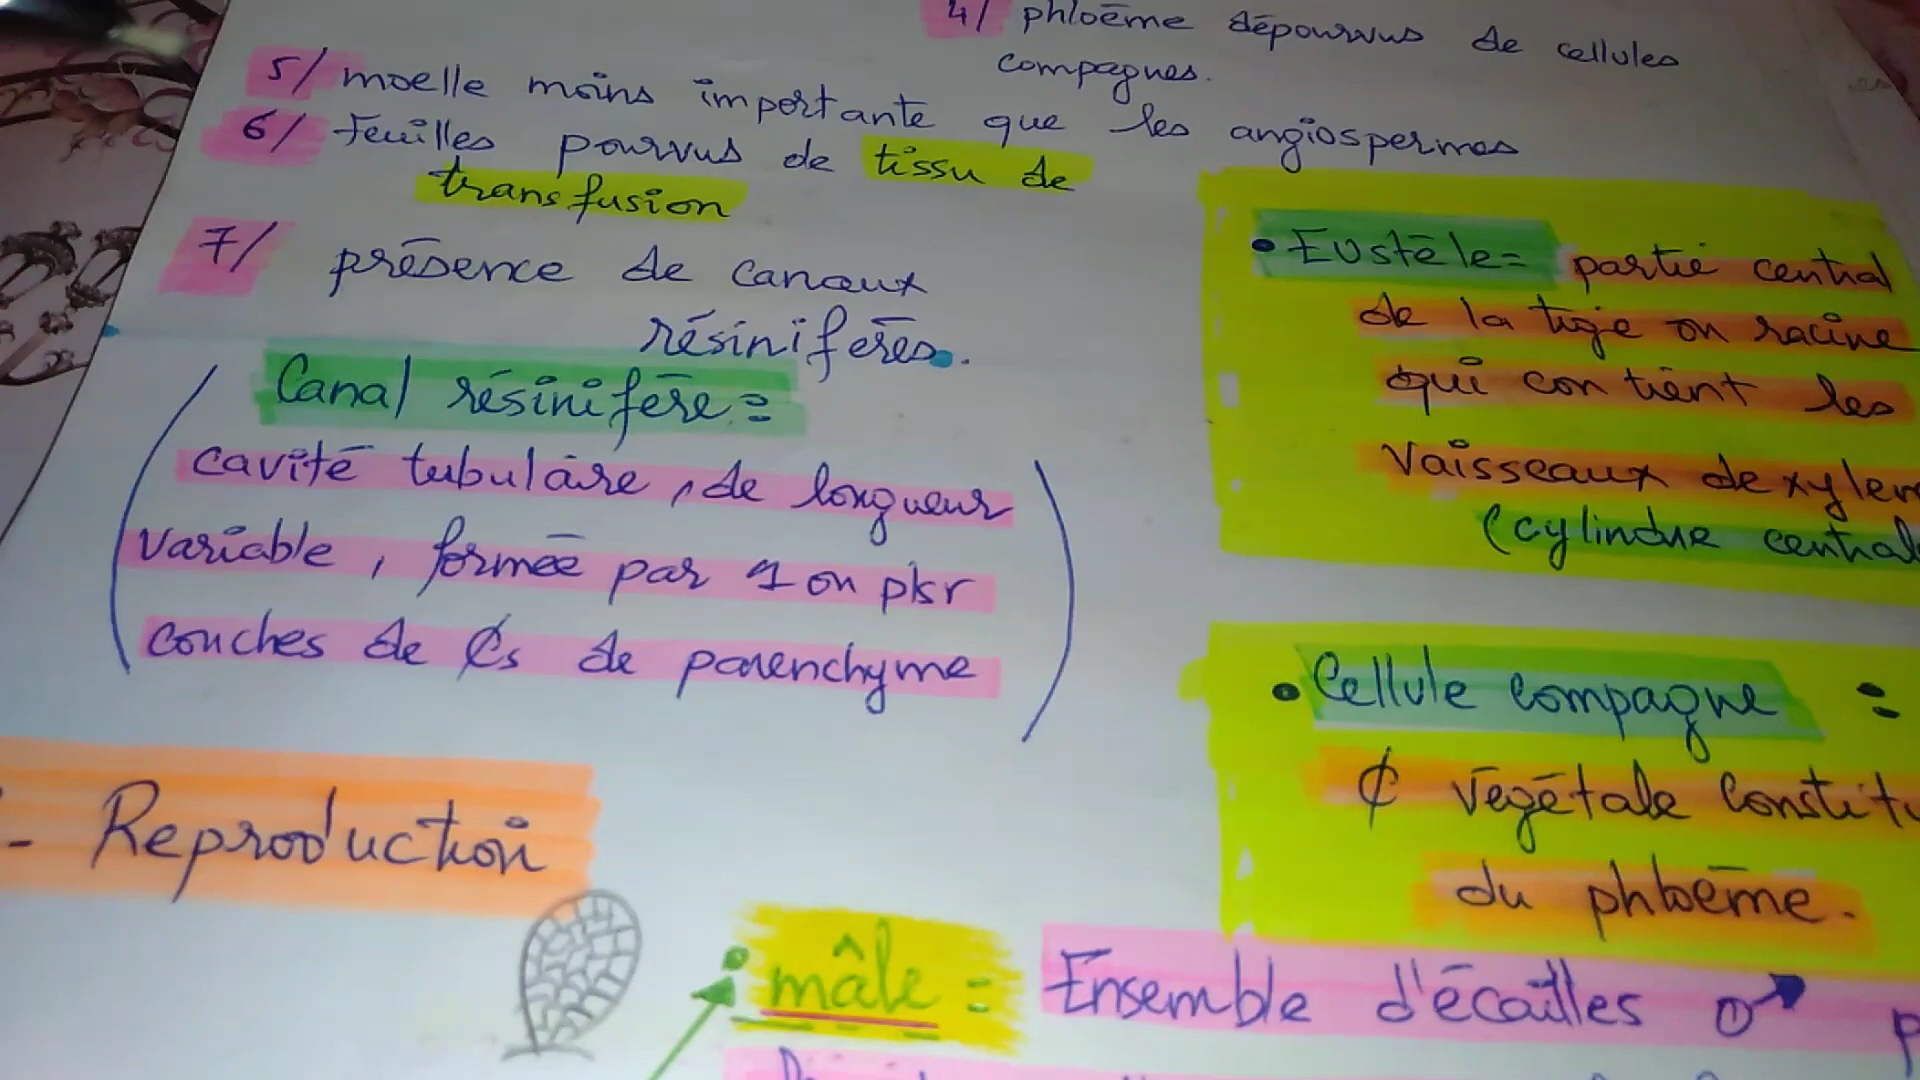 4/ phloème dépourvus de cellules
compagnes.
5/ moelle moins importante que les angiospermes
6/ Feuilles pourvus de tissu de
transfusion
7/ présence de canaux
résinifères.
Canal résinifère =
cavité tubulaire, de longueur
variable, formée par 1 ou plsr
couches de ₵s de parenchyme
• Eustèle = partie central
de la tige ou racine
qui contient les
vaisseaux de xylem
(cylindre central
• Cellule compagne :
₵ végétale constitu
du phloème.
- Reproduction
mâle = Ensemble d'écailles ♂